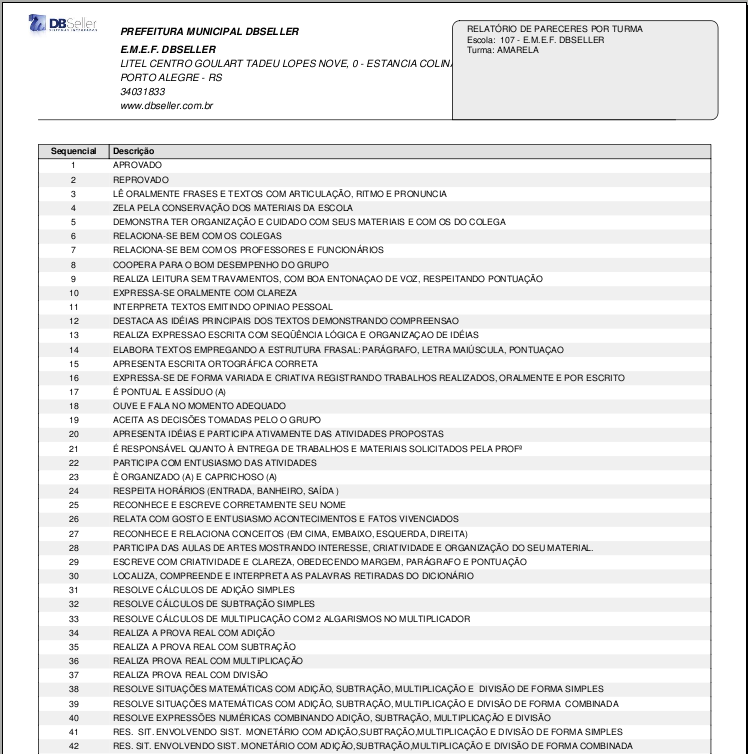 DBSeller
SISTEMAS INTEGRADOS
PREFEITURA MUNICIPAL DBSELLER
E.M.E.F. DBSELLER
LITEL CENTRO GOULART TADEU LOPES NOVE, 0 - ESTANCIA COLINA
PORTO ALEGRE - RS
34031833
www.dbseller.com.br
RELATÓRIO DE PARECERES POR TURMA
Escola: 107 - E.M.E.F. DBSELLER
Turma: AMARELA
Sequencial Descrição
1 APROVADO
2 REPROVADO
3 LÊ ORALMENTE FRASES E TEXTOS COM ARTICULAÇÃO, RITMO E PRONUNCIA
4 ZELA PELA CONSERVAÇÃO DOS MATERIAIS DA ESCOLA
5 DEMONSTRA TER ORGANIZAÇÃO E CUIDADO COM SEUS MATERIAIS E COM OS DO COLEGA
6 RELACIONA-SE BEM COM OS COLEGAS
7 RELACIONA-SE BEM COM OS PROFESSORES E FUNCIONÁRIOS
8 COOPERA PARA O BOM DESEMPENHO DO GRUPO
9 REALIZA LEITURA SEM TRAVAMENTOS, COM BOA ENTONAÇAO DE VOZ, RESPEITANDO PONTUAÇÃO
10 EXPRESSA-SE ORALMENTE COM CLAREZA
11 INTERPRETA TEXTOS EMITINDO OPINIAO PESSOAL
12 DESTACA AS IDÉIAS PRINCIPAIS DOS TEXTOS DEMONSTRANDO COMPREENSAO
13 REALIZA EXPRESSAO ESCRITA COM SEQÜÊNCIA LÓGICA E ORGANIZAÇAO DE IDÉIAS
14 ELABORA TEXTOS EMPREGANDO A ESTRUTURA FRASAL: PARÁGRAFO, LETRA MAIÚSCULA, PONTUAÇAO
15 APRESENTA ESCRITA ORTOGRÁFICA CORRETA
16 EXPRESSA-SE DE FORMA VARIADA E CRIATIVA REGISTRANDO TRABALHOS REALIZADOS, ORALMENTE E POR ESCRITO
17 É PONTUAL E ASSÍDUO (A)
18 OUVE E FALA NO MOMENTO ADEQUADO
19 ACEITA AS DECISÕES TOMADAS PELO O GRUPO
20 APRESENTA IDÉIAS E PARTICIPA ATIVAMENTE DAS ATIVIDADES PROPOSTAS
21 É RESPONSÁVEL QUANTO À ENTREGA DE TRABALHOS E MATERIAIS SOLICITADOS PELA PROFª
22 PARTICIPA COM ENTUSIASMO DAS ATIVIDADES
23 È ORGANIZADO (A) E CAPRICHOSO (A)
24 RESPEITA HORÁRIOS (ENTRADA, BANHEIRO, SAÍDA )
25 RECONHECE E ESCREVE CORRETAMENTE SEU NOME
26 RELATA COM GOSTO E ENTUSIASMO ACONTECIMENTOS E FATOS VIVENCIADOS
27 RECONHECE E RELACIONA CONCEITOS (EM CIMA, EMBAIXO, ESQUERDA, DIREITA)
28 PARTICIPA DAS AULAS DE ARTES MOSTRANDO INTERESSE, CRIATIVIDADE E ORGANIZAÇÃO DO SEU MATERIAL.
29 ESCREVE COM CRIATIVIDADE E CLAREZA, OBEDECENDO MARGEM, PARÁGRAFO E PONTUAÇÃO
30 LOCALIZA, COMPREENDE E INTERPRETA AS PALAVRAS RETIRADAS DO DICIONÁRIO
31 RESOLVE CÁLCULOS DE ADIÇÃO SIMPLES
32 RESOLVE CÁLCULOS DE SUBTRAÇÃO SIMPLES
33 RESOLVE CÁLCULOS DE MULTIPLICAÇÃO COM 2 ALGARISMOS NO MULTIPLICADOR
34 REALIZA A PROVA REAL COM ADIÇÃO
35 REALIZA A PROVA REAL COM SUBTRAÇÃO
36 REALIZA PROVA REAL COM MULTIPLICAÇÃO
37 REALIZA PROVA REAL COM DIVISÃO
38 RESOLVE SITUAÇÕES MATEMÁTICAS COM ADIÇÃO, SUBTRAÇÃO, MULTIPLICAÇÃO E DIVISÃO DE FORMA SIMPLES
39 RESOLVE SITUAÇÕES MATEMÁTICAS COM ADIÇÃO, SUBTRAÇÃO, MULTIPLICAÇÃO E DIVISÃO DE FORMA COMBINADA
40 RESOLVE EXPRESSÕES NUMÉRICAS COMBINANDO ADIÇÃO, SUBTRAÇÃO, MULTIPLICAÇÃO E DIVISÃO
41 RES. SIT. ENVOLVENDO SIST. MONETÁRIO COM ADIÇÃO,SUBTRAÇÃO,MULTIPLICAÇÃO E DIVISÃO DE FORMA SIMPLES
42 RES. SIT. ENVOLVENDO SIST. MONETÁRIO COM ADIÇÃO,SUBTRAÇÃO,MULTIPLICAÇÃO E DIVISÃO DE FORMA COMBINADA